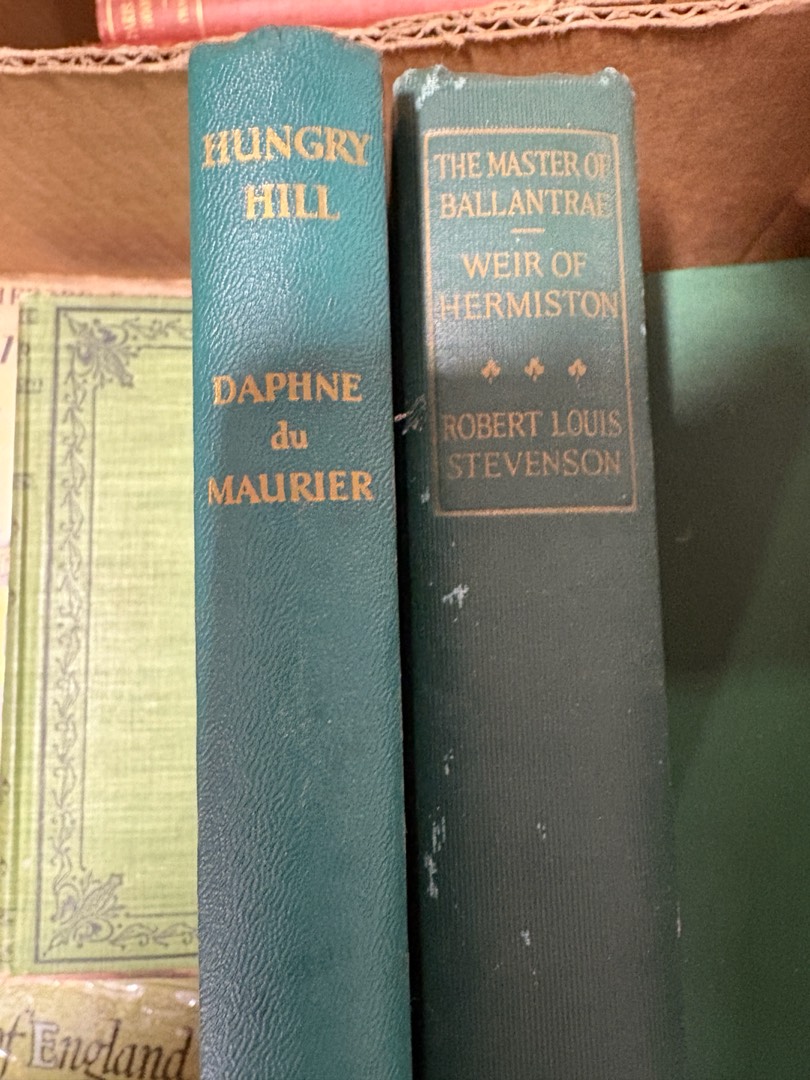 HUNGRY
HILL
DAPHNE
du
MAURIER
THE MASTER OF
BALLANTRAE
WEIR OF
HERMISTON
ROBERT LOUIS
STEVENSON
of England